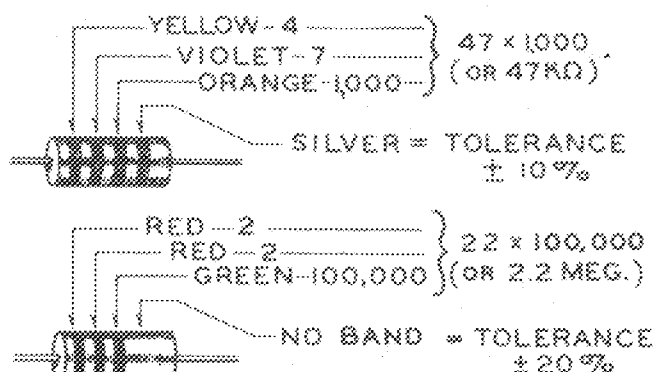 YELLOW-4
VIOLET-7
ORANGE-1,000
47 x 1,000
(OR 47KΩ)
SILVER = TOLERANCE
± 10%
RED-2
RED-2
GREEN-100,000
22 x 100,000
(OR 2.2 MEG.)
NO BAND = TOLERANCE
± 20%